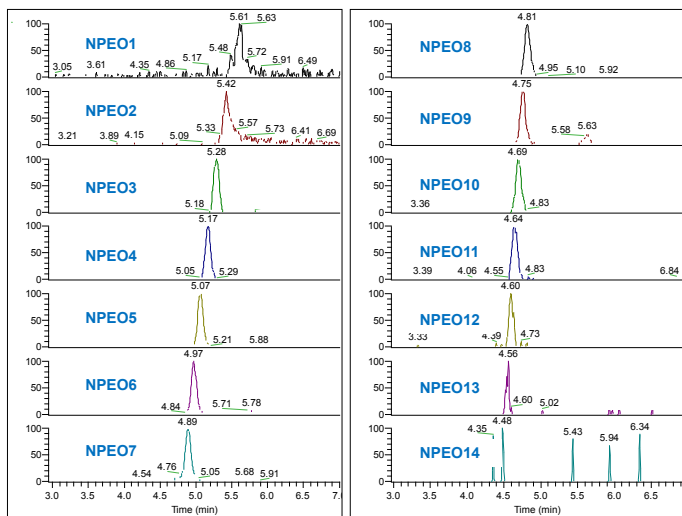 5.61 5.63
100
NPEO1
5.48 5.72
50
3.05 3.61 4.35 4.86 5.17 5.91 6.49
0
5.42
100
NPEO2
50
5.33 5.57
3.21 3.89 4.15 5.09 5.73 6.41 6.69
0
5.28
100
NPEO3
50
5.18
0
5.17
100
NPEO4
50
5.05 5.29
0
5.07
100
NPEO5
50
5.21 5.88
0
4.97
100
NPEO6
50
4.84 5.71 5.78
0
4.89
100
NPEO7
50
4.54 4.76 5.05 5.68 5.91
0
3.0 3.5 4.0 4.5 5.0 5.5 6.0 6.5 7.0
Time (min)
4.81
100
NPEO8
50
4.95 5.10 5.92
0
4.75
100
NPEO9
50
5.58 5.63
0
4.69
100
NPEO10
50
3.36 4.83
0
4.64
100
NPEO11
50
3.39 4.06 4.55 4.83 6.84
0
4.60
100
NPEO12
50
3.33 4.39 4.73
0
4.56
100
NPEO13
50
4.60 5.02
0
4.48
100
4.35 5.43 5.94 6.34
NPEO14
50
0
3.0 3.5 4.0 4.5 5.0 5.5 6.0 6.5
Time (min)